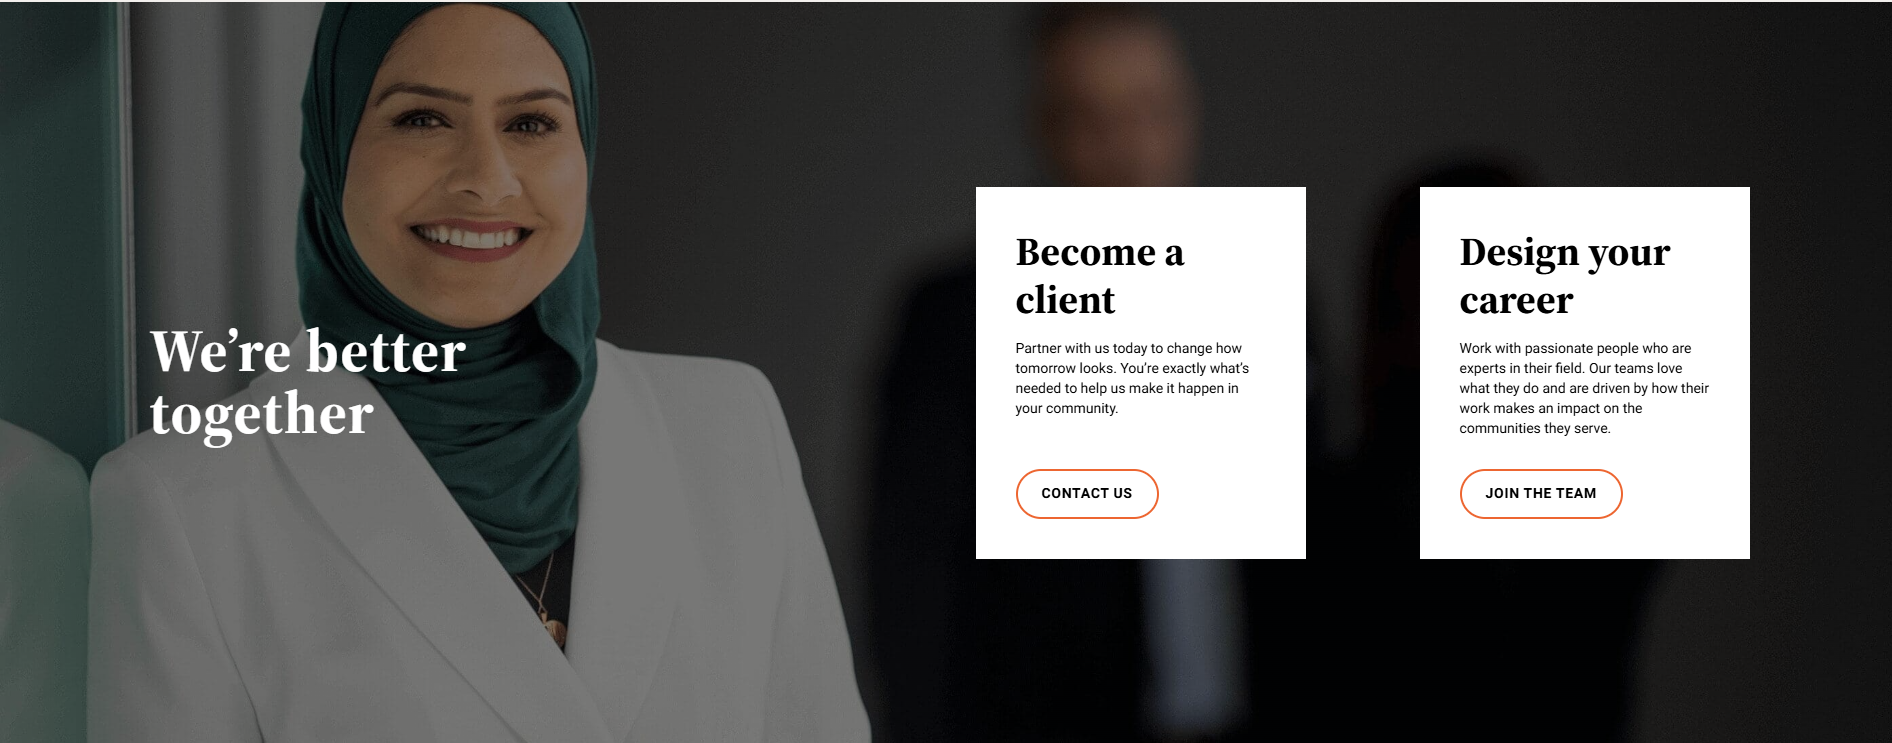 We’re better
together
Become a
client
Partner with us today to change how
tomorrow looks. You’re exactly what’s
needed to help us make it happen in
your community.
CONTACT US
Design your
career
Work with passionate people who are
experts in their field. Our teams love
what they do and are driven by how their
work makes an impact on the
communities they serve.
JOIN THE TEAM